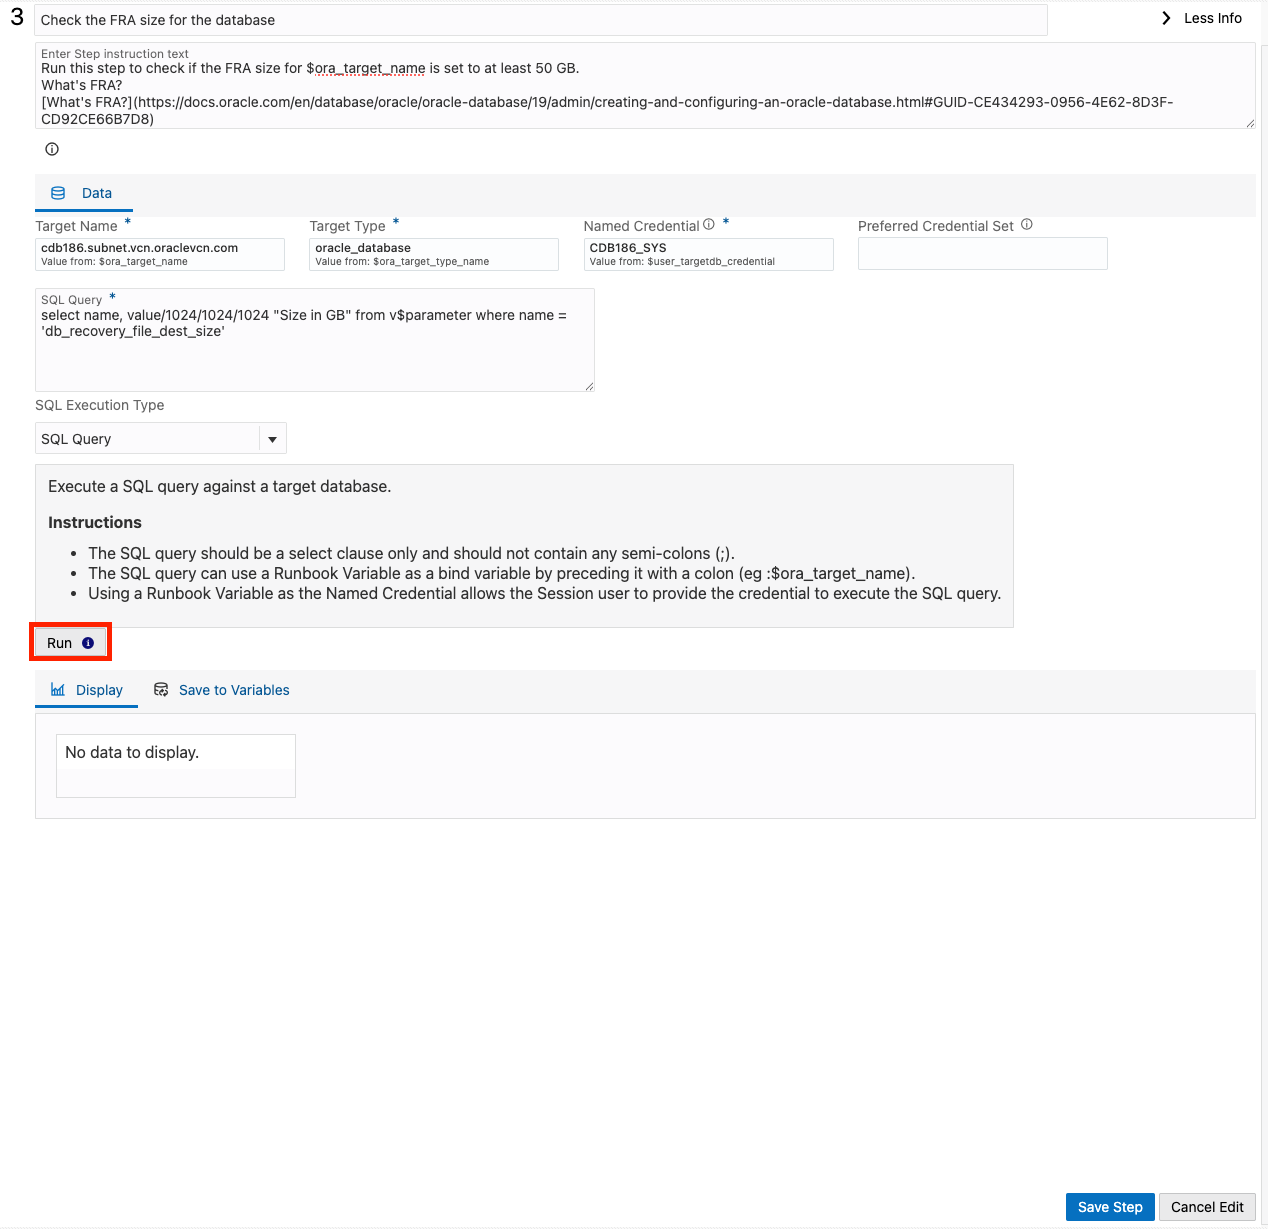 3
Check the FRA size for the database
Less Info
Enter Step instruction text
Run this step to check if the FRA size for $ora_target_name is set to at least 50 GB.
What's FRA?
[What's FRA?](https://docs.oracle.com/en/database/oracle/oracle-database/19/admin/creating-and-configuring-an-oracle-database.html#GUID-CE434293-0956-4E62-8D3F-
CD92CE66B7D8)
Data
Target Name *
Target Type *
Named Credential *
Preferred Credential Set
cdb186.subnet.vcn.oraclevcn.com
Value from: $ora_target_name
oracle_database
Value from: $ora_target_type_name
CDB186_SYS
Value from: $user_targetdb_credential
SQL Query *
select name, value/1024/1024/1024 "Size in GB" from v$parameter where name =
'db_recovery_file_dest_size'
SQL Execution Type
SQL Query
Execute a SQL query against a target database.
Instructions
• The SQL query should be a select clause only and should not contain any semi-colons (;).
• The SQL query can use a Runbook Variable as a bind variable by preceding it with a colon (eg :$ora_target_name).
• Using a Runbook Variable as the Named Credential allows the Session user to provide the credential to execute the SQL query.
Run
Display
Save to Variables
No data to display.
Save Step
Cancel Edit